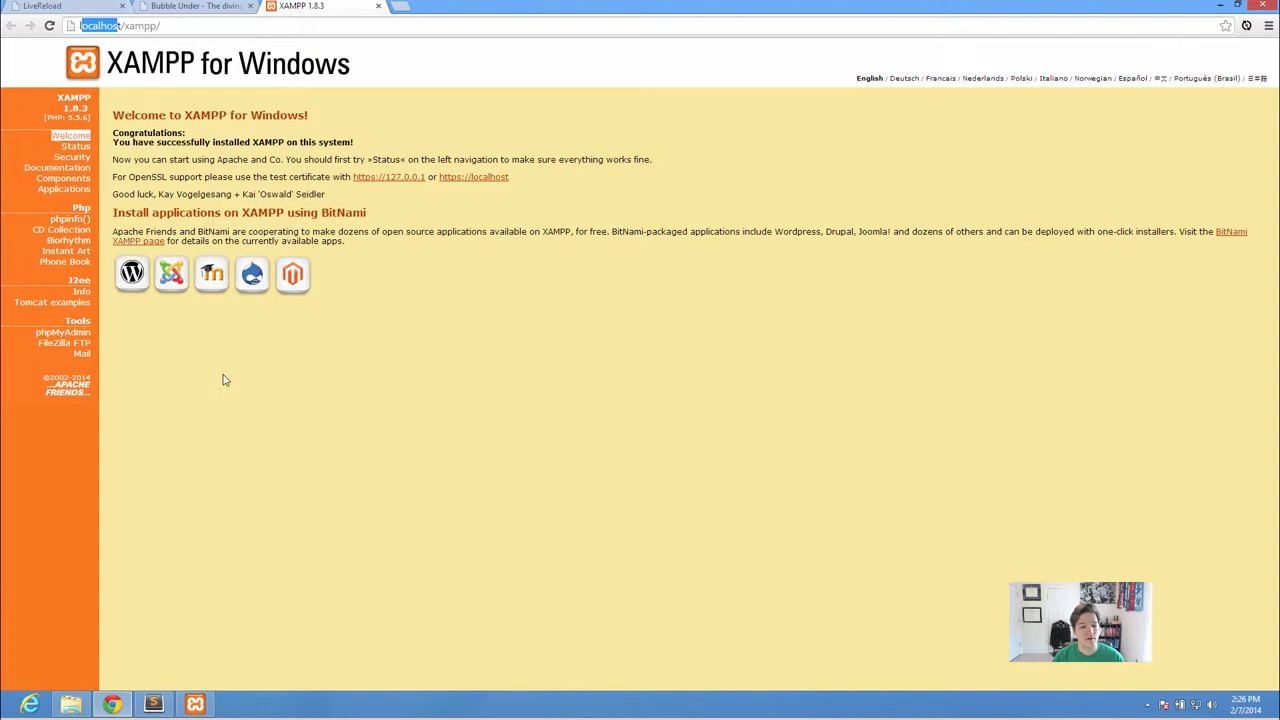 LiveReload
Bubble Under - The diving
XAMPP 1.8.3
localhost/xampp/
XAMPP for Windows
English / Deutsch / Francais / Nederlands / Polski / Italiano / Norwegian / Español / 中文 / Português (Brasil) / 日本語
XAMPP
1.8.3
[PHP: 5.5.6]
Welcome
Status
Security
Documentation
Components
Applications
Php
phpinfo()
CD Collection
Biorhythm
Instant Art
Phone Book
J2ee
Info
Tomcat examples
Tools
phpMyAdmin
FileZilla FTP
Mail
©2002-2014
...APACHE
FRIENDS...
Welcome to XAMPP for Windows!
Congratulations:
You have successfully installed XAMPP on this system!
Now you can start using Apache and Co. You should first try »Status« on the left navigation to make sure everything works fine.
For OpenSSL support please use the test certificate with https://127.0.0.1 or https://localhost
Good luck, Kay Vogelgesang + Kai 'Oswald' Seidler
Install applications on XAMPP using BitNami
Apache Friends and BitNami are cooperating to make dozens of open source applications available on XAMPP, for free. BitNami-packaged applications include Wordpress, Drupal, Joomla! and dozens of others and can be deployed with one-click installers. Visit the BitNami
XAMPP page for details on the currently available apps.
2:26 PM
2/7/2014